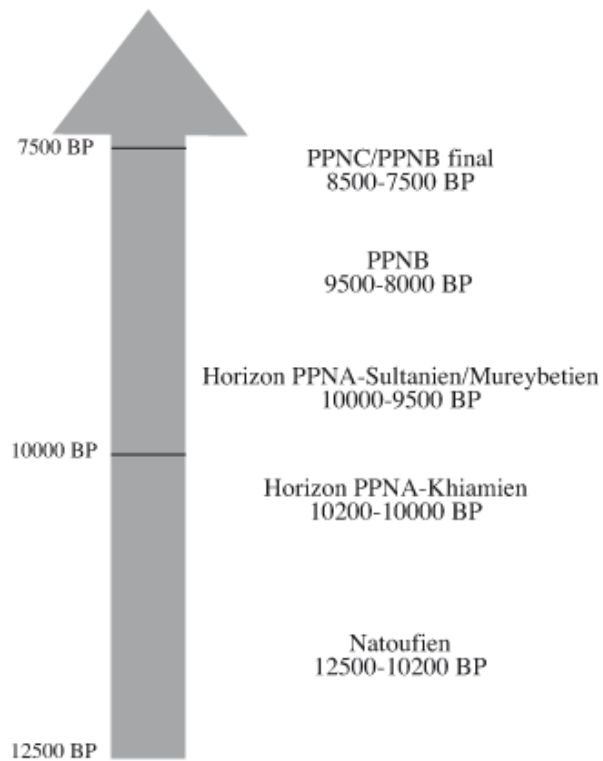 7500 BP
PPNC/PPNB final
8500-7500 BP
PPNB
9500-8000 BP
Horizon PPNA-Sultanien/Mureybetien
10000-9500 BP
10000 BP
Horizon PPNA-Khiamien
10200-10000 BP
Natoufien
12500-10200 BP
12500 BP